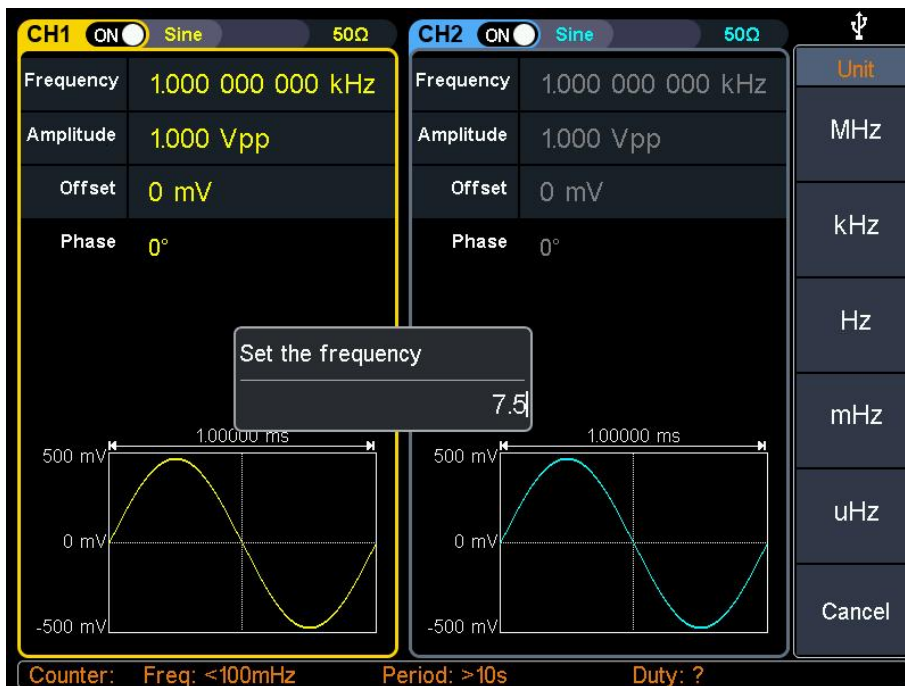 CH1 ON Sine 50Ω
Frequency 1.000 000 000 kHz
Amplitude 1.000 Vpp
Offset 0 mV
Phase 0°
1.00000 ms
500 mV
0 mV
-500 mV
CH2 ON Sine 50Ω
Frequency 1.000 000 000 kHz
Amplitude 1.000 Vpp
Offset 0 mV
Phase 0°
1.00000 ms
500 mV
0 mV
-500 mV
Set the frequency
7.5
Unit
MHz
kHz
Hz
mHz
uHz
Cancel
Counter: Freq: <100mHz Period: >10s Duty: ?